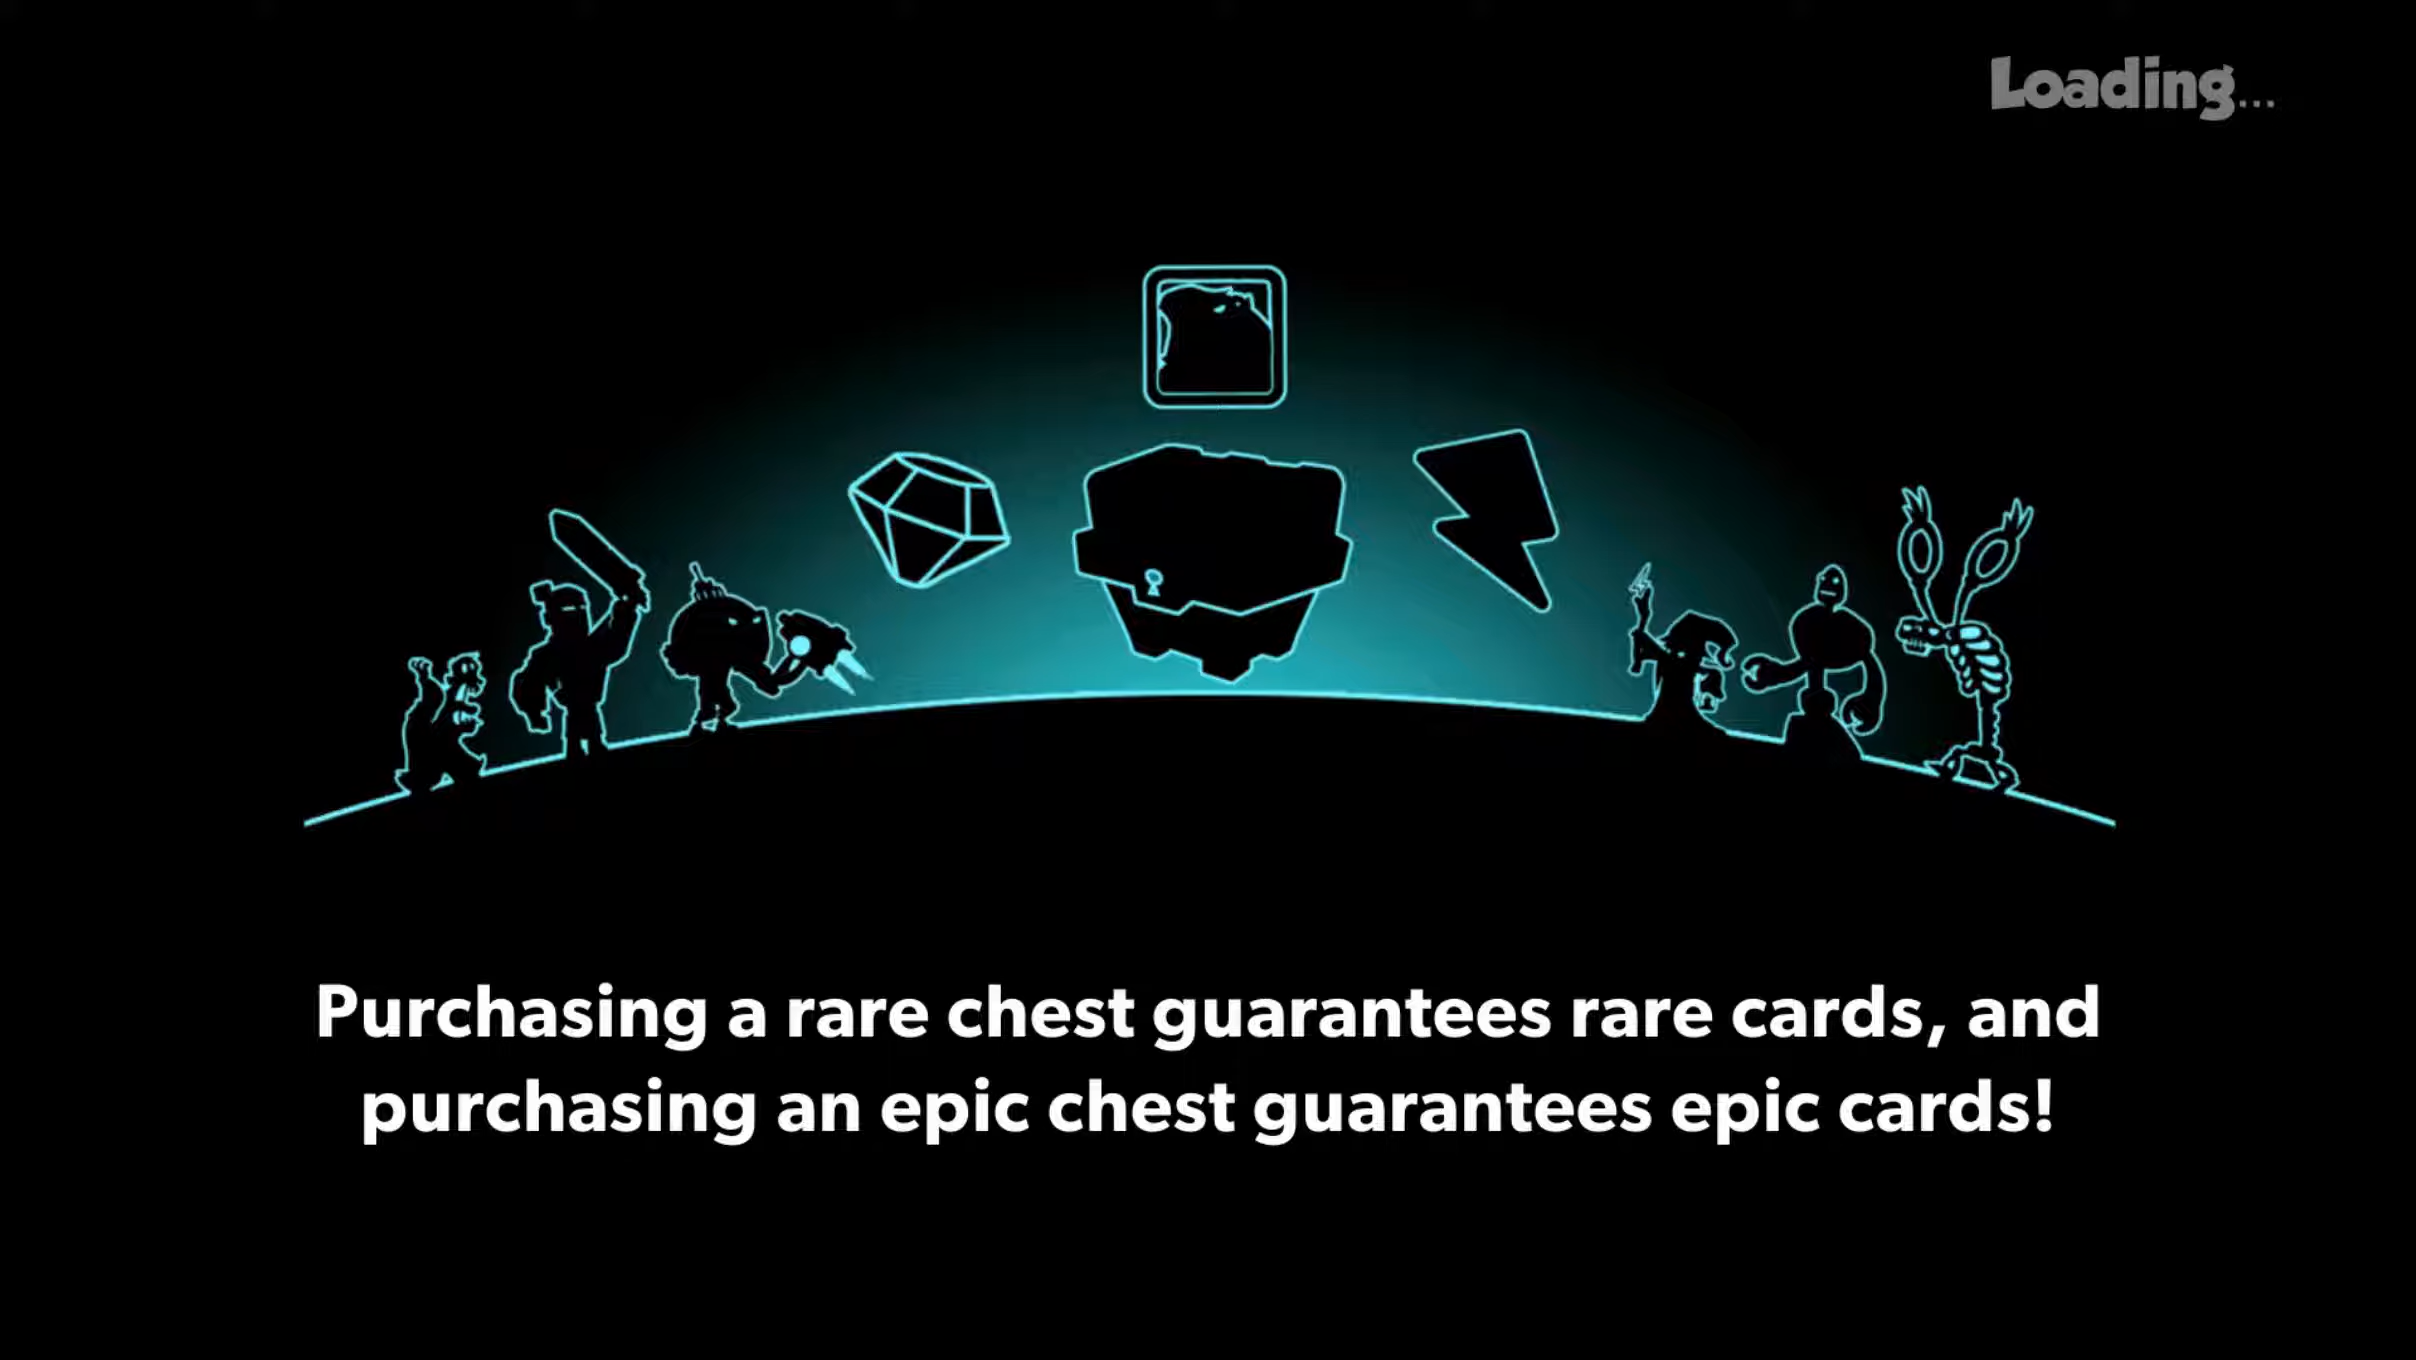 Loading...
Purchasing a rare chest guarantees rare cards, and
purchasing an epic chest guarantees epic cards!